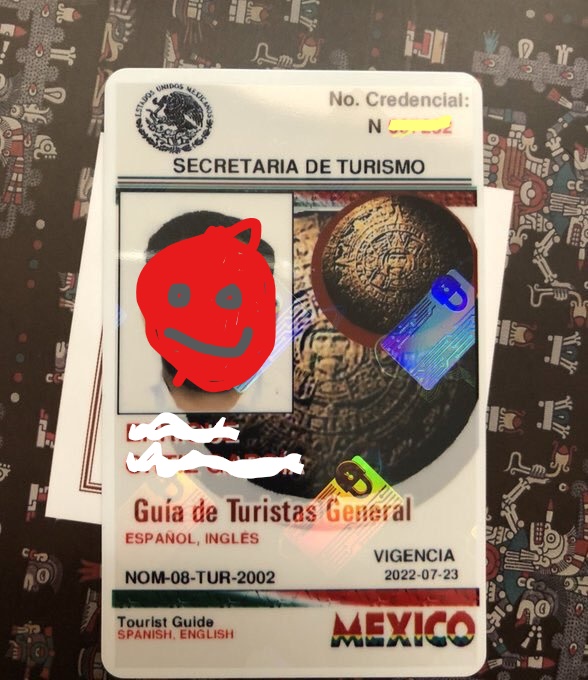 ESTADOS UNIDOS MEXICANOS
No. Credencial:
N
SECRETARIA DE TURISMO
Guía de Turistas General
ESPAÑOL, INGLÉS
VIGENCIA
NOM-08-TUR-2002
2022-07-23
Tourist Guide
SPANISH, ENGLISH
MEXICO